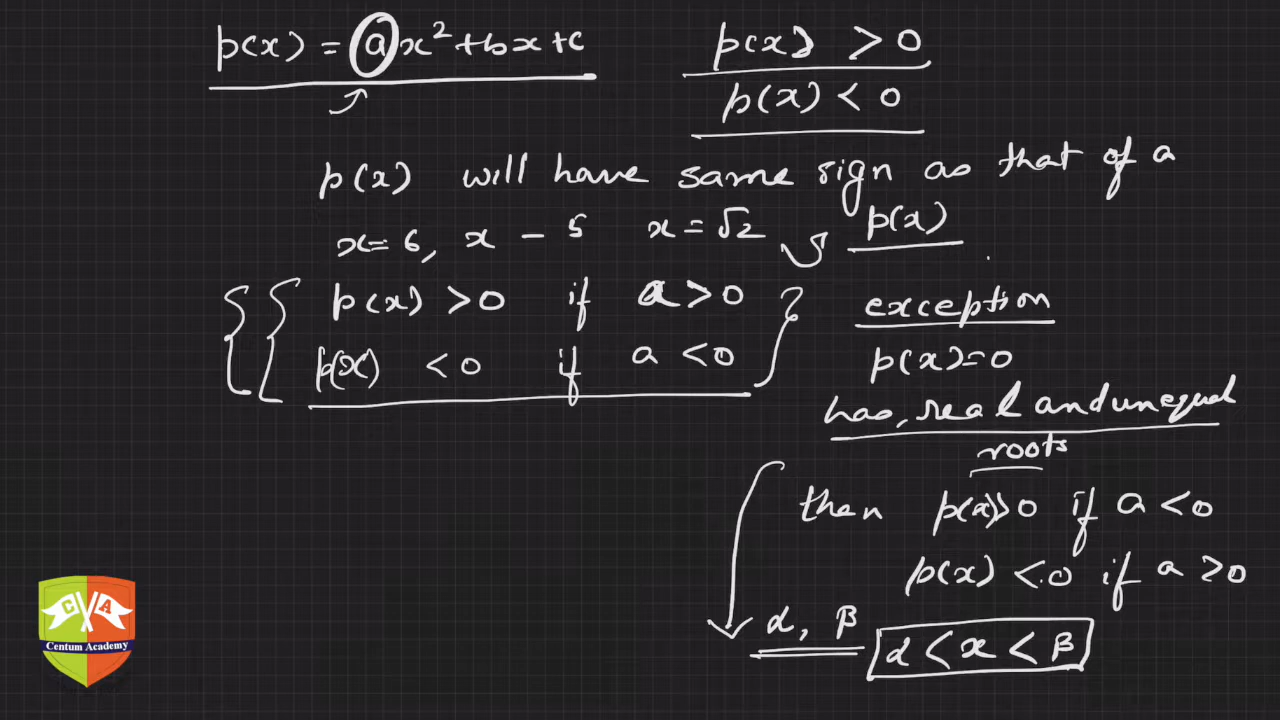 p(x) = ax² + bx + c
p(x) > 0
p(x) < 0
p(x) will have same sign as that of a
x = 6, x - 5 x = √2 p(x)
p(x) > 0 if a > 0
p(x) < 0 if a < 0
exception
p(x) = 0
has, real and unequal
roots
then p(x) > 0 if a < 0
p(x) < 0 if a > 0
α, β α < x < β
C A
Centum Academy